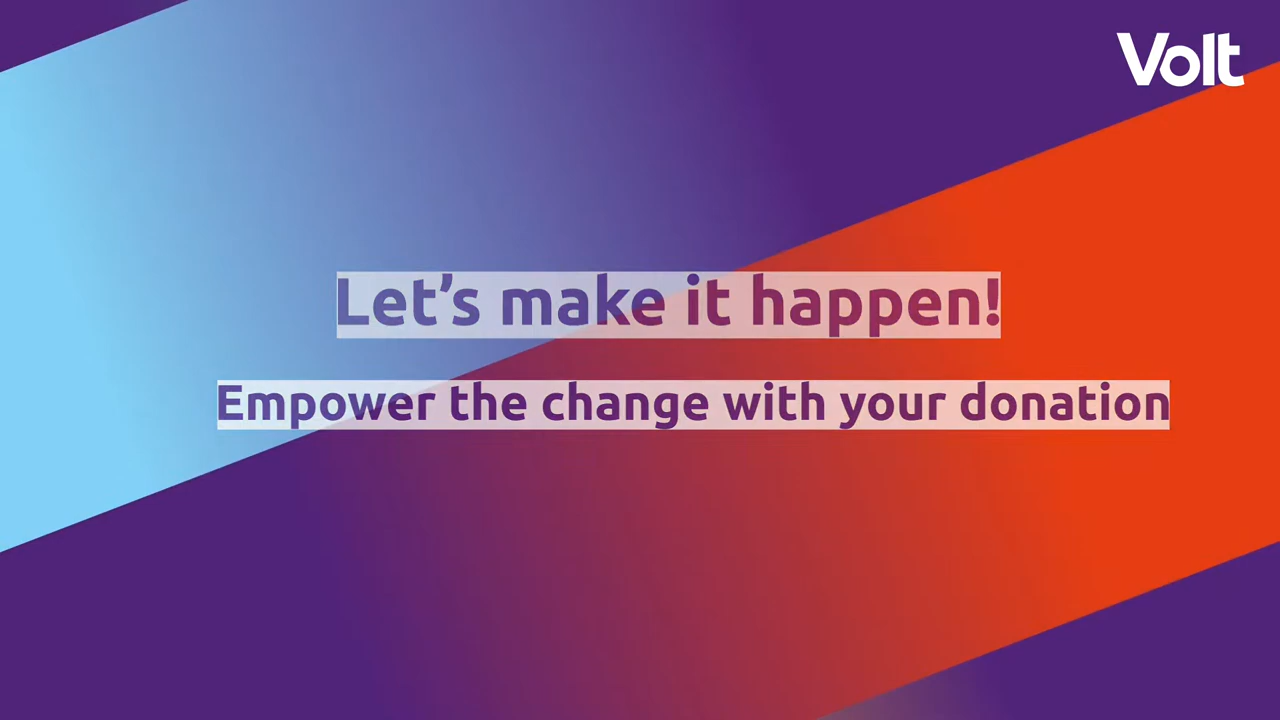 Volt
Let’s make it happen!
Empower the change with your donation